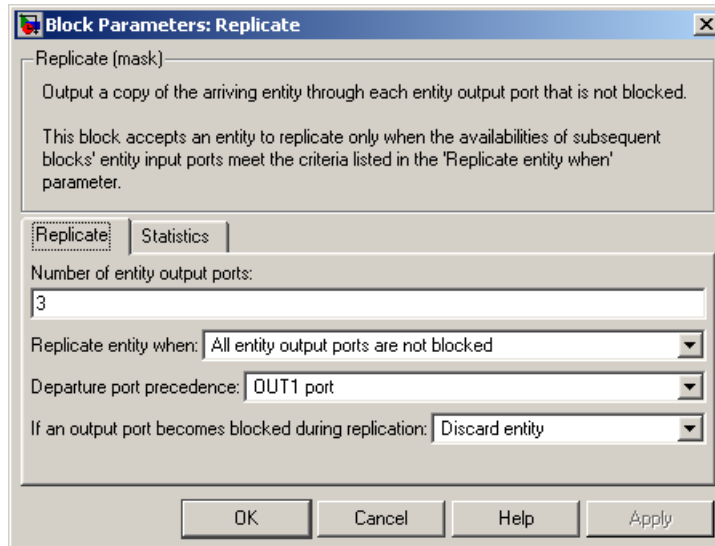 Block Parameters: Replicate
Replicate (mask)
Output a copy of the arriving entity through each entity output port that is not blocked.
This block accepts an entity to replicate only when the availabilities of subsequent
blocks' entity input ports meet the criteria listed in the 'Replicate entity when'
parameter.
Replicate Statistics
Number of entity output ports:
3
Replicate entity when: All entity output ports are not blocked
Departure port precedence: OUT1 port
If an output port becomes blocked during replication: Discard entity
OK Cancel Help Apply